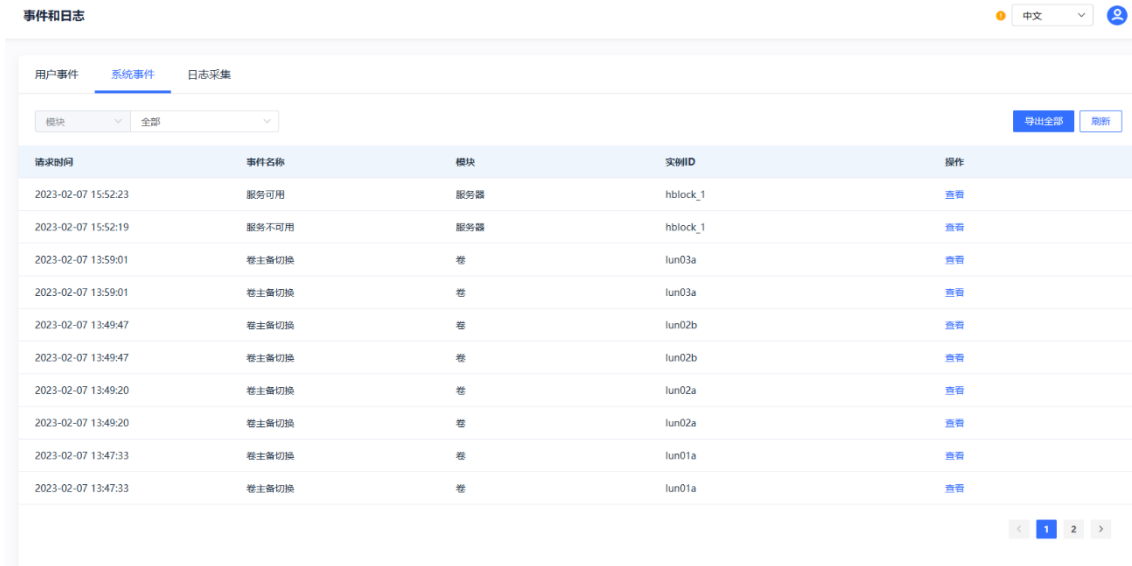 事件和日志 中文
用户事件 系统事件 日志采集
模块 全部 导出全部 刷新
请求时间 事件名称 模块 实例ID 操作
2023-02-07 15:52:23 服务可用 服务器 hblock_1 查看
2023-02-07 15:52:19 服务不可用 服务器 hblock_1 查看
2023-02-07 13:59:01 卷主备切换 卷 lun03a 查看
2023-02-07 13:59:01 卷主备切换 卷 lun03a 查看
2023-02-07 13:49:47 卷主备切换 卷 lun02b 查看
2023-02-07 13:49:47 卷主备切换 卷 lun02b 查看
2023-02-07 13:49:20 卷主备切换 卷 lun02a 查看
2023-02-07 13:49:20 卷主备切换 卷 lun02a 查看
2023-02-07 13:47:33 卷主备切换 卷 lun01a 查看
2023-02-07 13:47:33 卷主备切换 卷 lun01a 查看
1 2